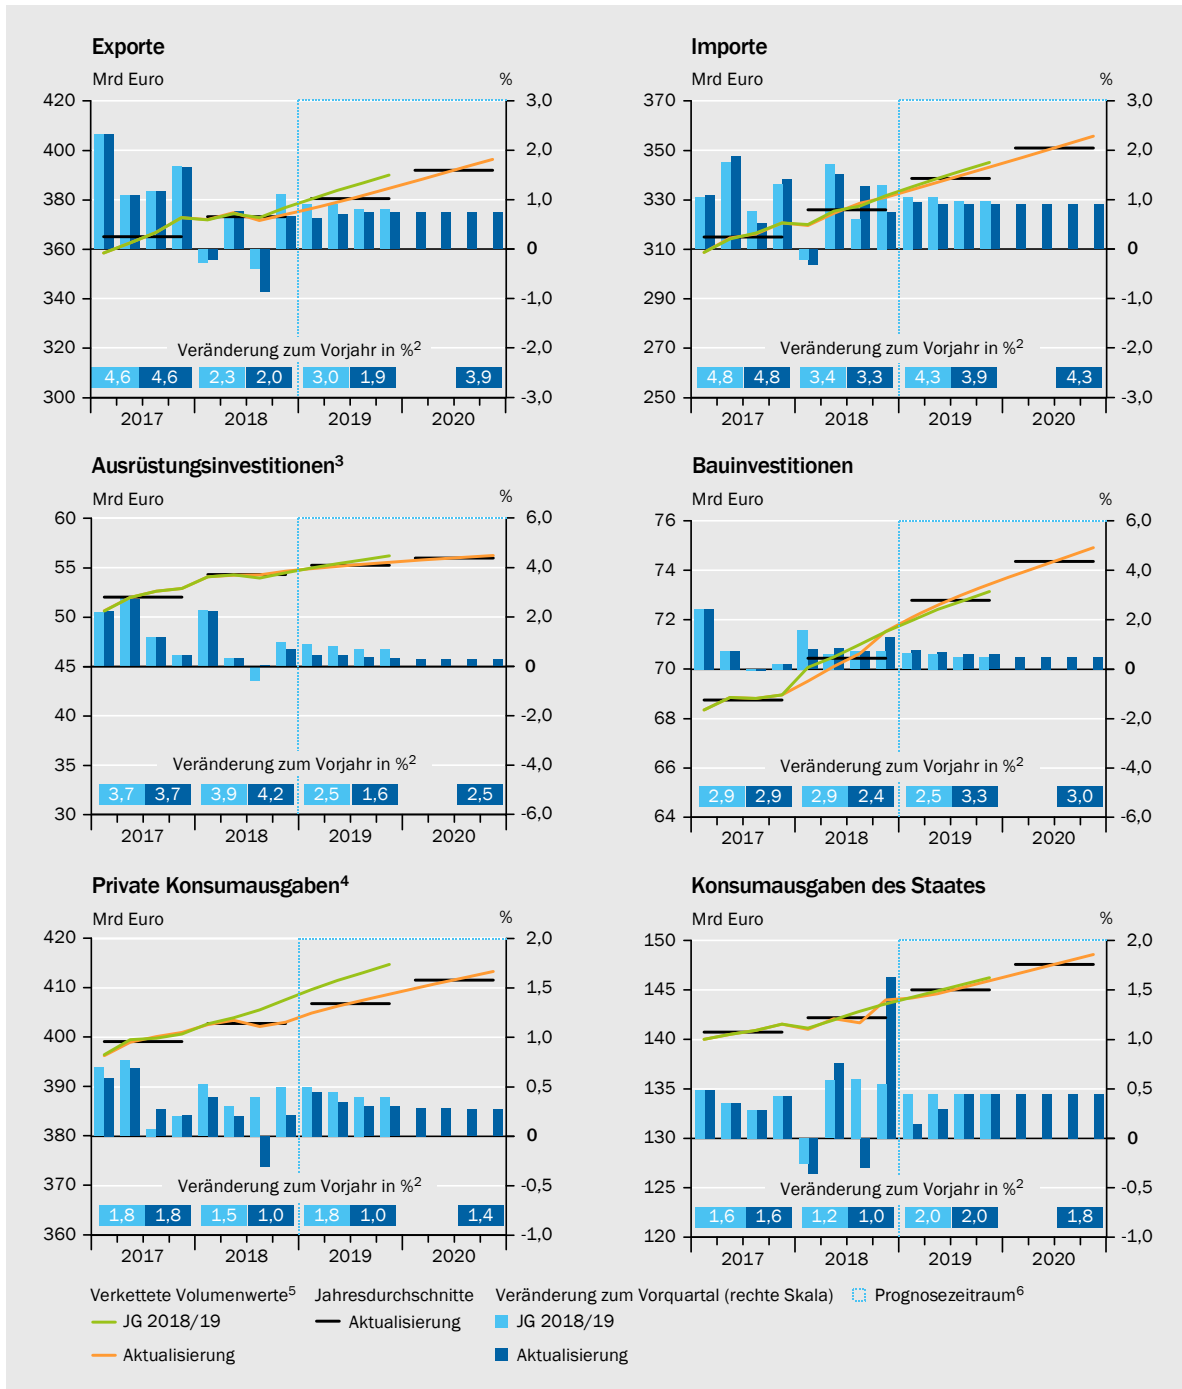 Exporte
Importe
Mrd Euro %
Mrd Euro %
420 3,0
370 3,0
400 2,0
350 2,0
380 1,0
330 1,0
360 0
310 0
340 -1,0
290 -1,0
320 -2,0
270 -2,0
Veränderung zum Vorjahr in %2
Veränderung zum Vorjahr in %2
4,6 4,6 2,3 2,0 3,0 1,9 3,9
4,8 4,8 3,4 3,3 4,3 3,9 4,3
300 -3,0
250 -3,0
2017 2018 2019 2020
2017 2018 2019 2020
Ausrüstungsinvestitionen3
Bauinvestitionen
Mrd Euro %
Mrd Euro %
60 6,0
76 6,0
55 4,0
74 4,0
50 2,0
72 2,0
45 0
70 0
40 -2,0
68 -2,0
35 -4,0
66 -4,0
Veränderung zum Vorjahr in %2
Veränderung zum Vorjahr in %2
3,7 3,7 3,9 4,2 2,5 1,6 2,5
2,9 2,9 2,9 2,4 2,5 3,3 3,0
30 -6,0
64 -6,0
2017 2018 2019 2020
2017 2018 2019 2020
Private Konsumausgaben4
Konsumausgaben des Staates
Mrd Euro %
Mrd Euro %
420 2,0
150 2,0
410 1,5
145 1,5
400 1,0
140 1,0
390 0,5
135 0,5
380 0
130 0
370 -0,5
125 -0,5
Veränderung zum Vorjahr in %2
Veränderung zum Vorjahr in %2
1,8 1,8 1,5 1,0 1,8 1,0 1,4
1,6 1,6 1,2 1,0 2,0 2,0 1,8
360 -1,0
120 -1,0
2017 2018 2019 2020
2017 2018 2019 2020
Verkettete Volumenwerte5 Jahresdurchschnitte Veränderung zum Vorquartal (rechte Skala) Prognosezeitraum6
JG 2018/19 Aktualisierung JG 2018/19
Aktualisierung Aktualisierung